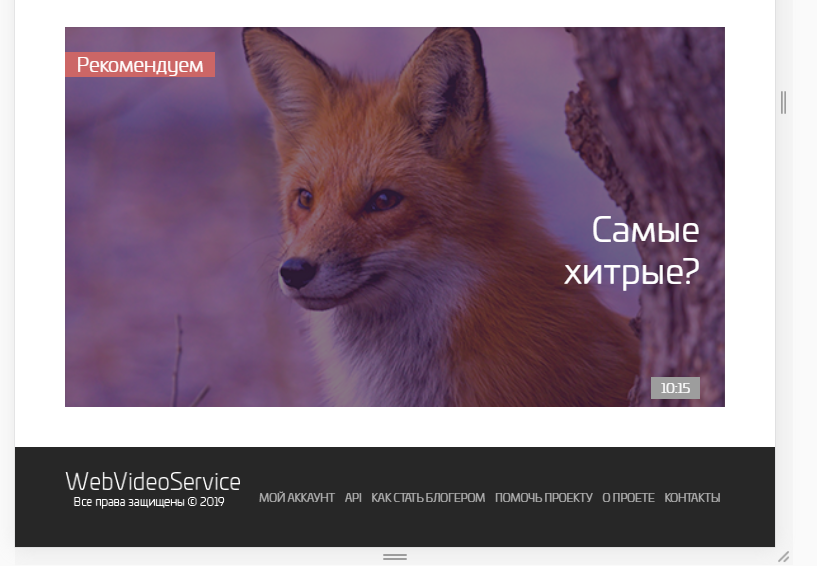 Рекомендуем
Самые
хитрые?
10:15
WebVideoService
Все права защищены © 2019
МОЙ АККАУНТ API КАК СТАТЬ БЛОГЕРОМ ПОМОЧЬ ПРОЕКТУ О ПРОЕТЕ КОНТАКТЫ